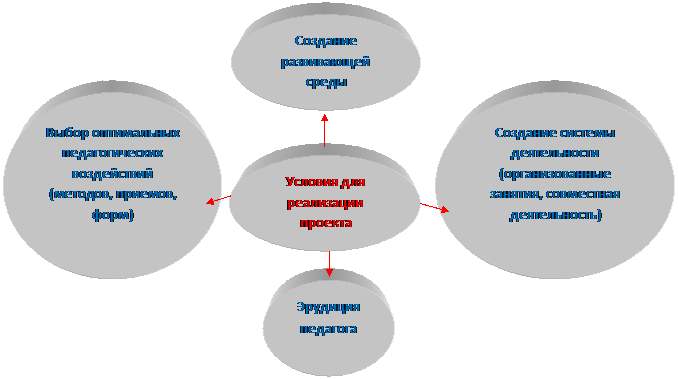 Создание
развивающей
среды
Выбор оптимальных
педагогических
воздействий
(методов, приемов,
форм)
Условия для
реализации
проекта
Создание системы
деятельности
(организованные
занятия, совместная
деятельность)
Эрудиция
педагога